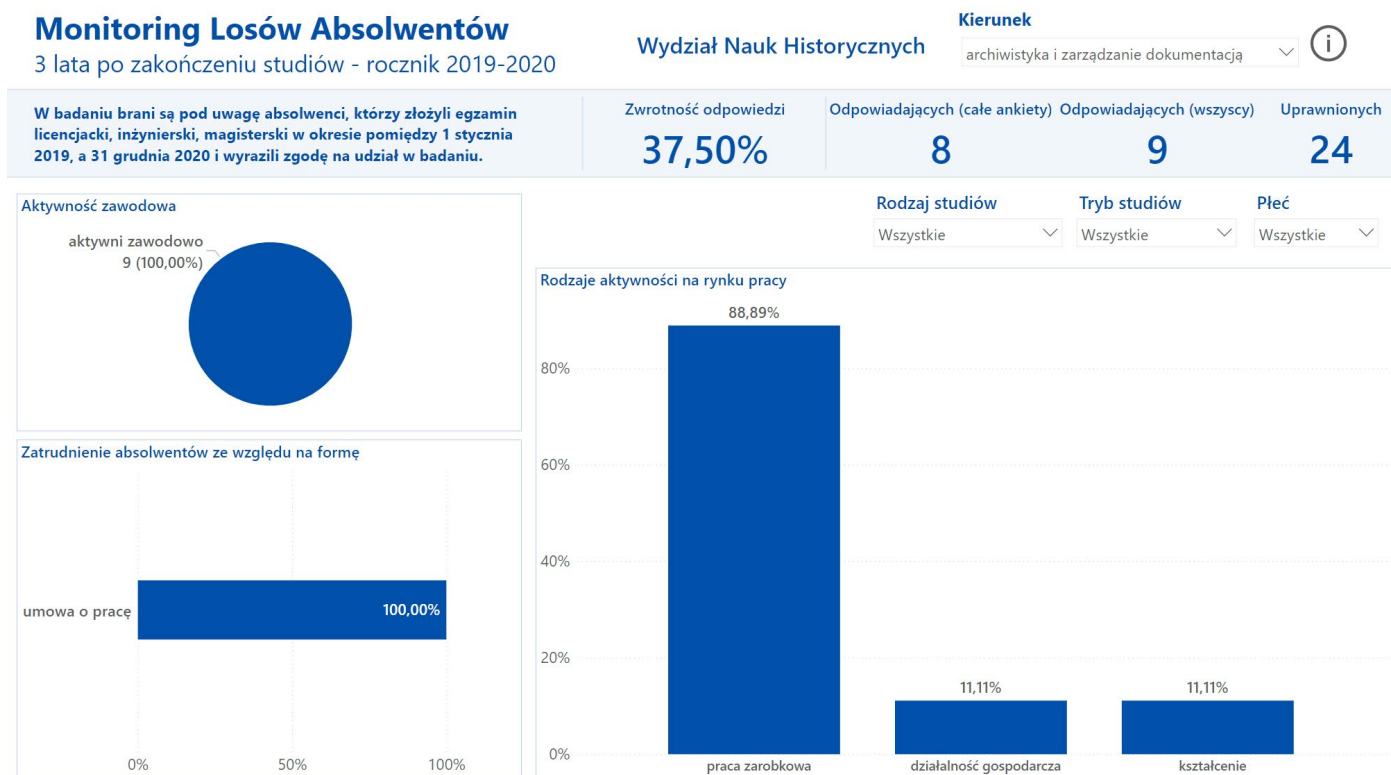 Monitoring Losów Absolwentów
3 lata po zakończeniu studiów - rocznik 2019-2020
Wydział Nauk Historycznych
Kierunek
archiwistyka i zarządzanie dokumentacją
W badaniu brani są pod uwagę absolwenci, którzy złożyli egzamin
licencjacki, inżynierski, magisterski w okresie pomiędzy 1 stycznia
2019, a 31 grudnia 2020 i wyrazili zgodę na udział w badaniu.
Zwrotność odpowiedzi
37,50%
Odpowiadających (całe ankiety)
8
Odpowiadających (wszyscy)
9
Uprawnionych
24
Aktywność zawodowa
aktywni zawodowo
9 (100,00%)
Rodzaj studiów
Wszystkie
Tryb studiów
Wszystkie
Płeć
Wszystkie
Zatrudnienie absolwentów ze względu na formę
umowa o pracę
100,00%
0%
50%
100%
Rodzaje aktywności na rynku pracy
80%
60%
40%
20%
0%
88,89%
11,11%
11,11%
praca zarobkowa
działalność gospodarcza
kształcenie